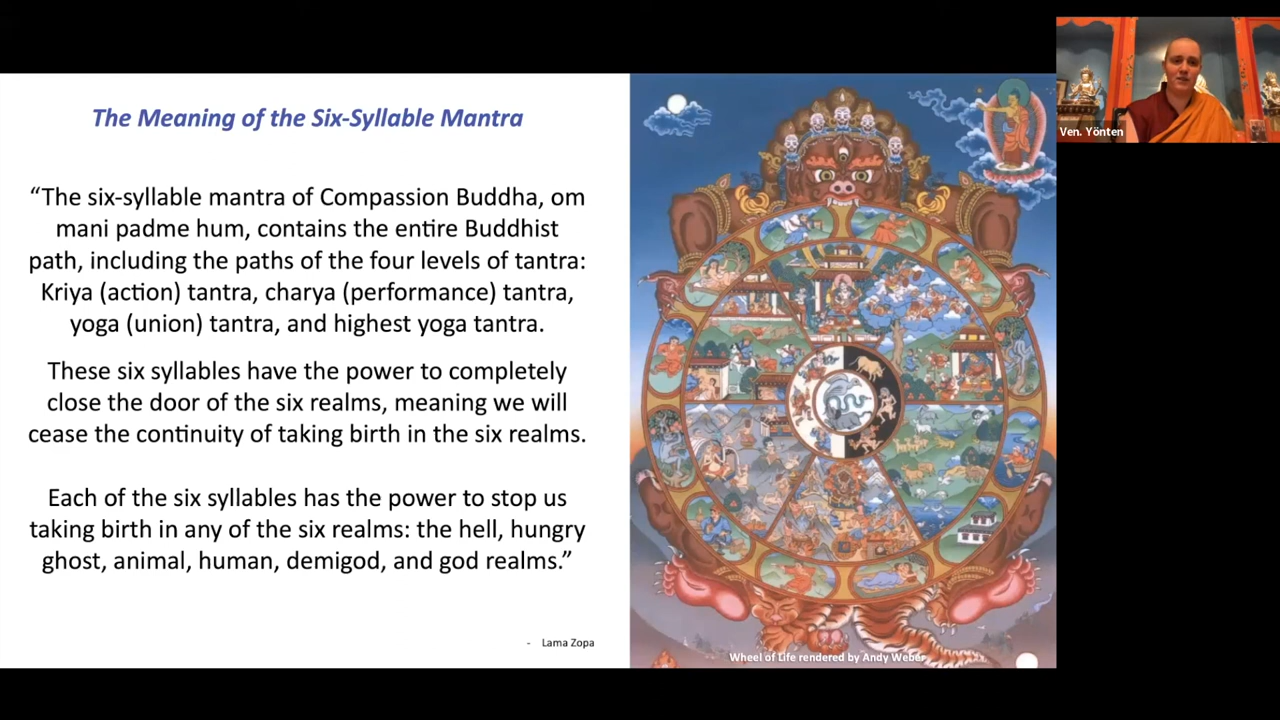 The Meaning of the Six-Syllable Mantra
“The six-syllable mantra of Compassion Buddha, om
mani padme hum, contains the entire Buddhist
path, including the paths of the four levels of tantra:
Kriya (action) tantra, charya (performance) tantra,
yoga (union) tantra, and highest yoga tantra.
These six syllables have the power to completely
close the door of the six realms, meaning we will
cease the continuity of taking birth in the six realms.
Each of the six syllables has the power to stop us
taking birth in any of the six realms: the hell, hungry
ghost, animal, human, demigod, and god realms.”
- Lama Zopa
Wheel of Life rendered by Andy Weber
Ven. Yönten